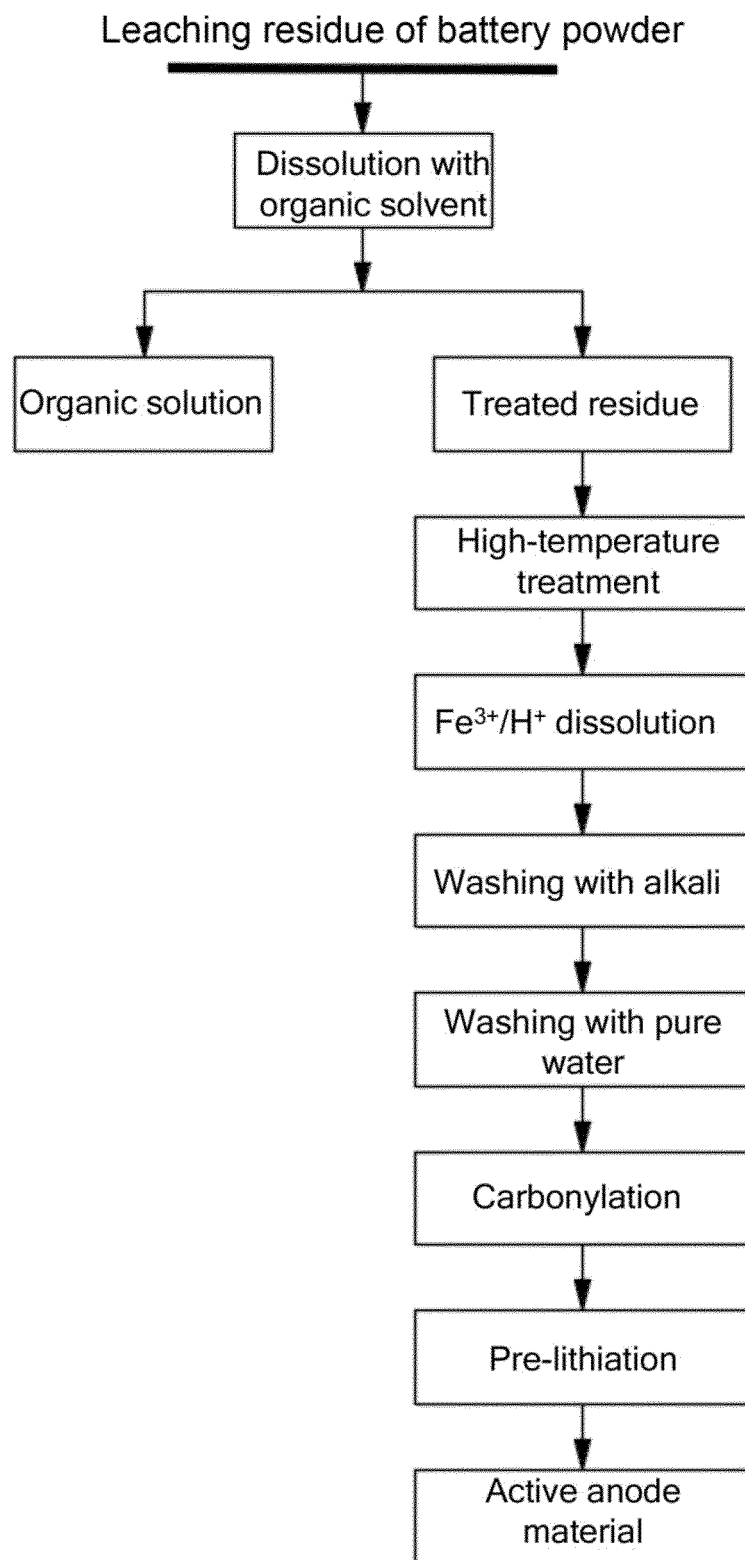 Leaching residue of battery powder
Dissolution with
organic solvent
Organic solution
Treated residue
High-temperature
treatment
Fe³⁺/H⁺ dissolution
Washing with alkali
Washing with pure
water
Carbonylation
Pre-lithiation
Active anode
material